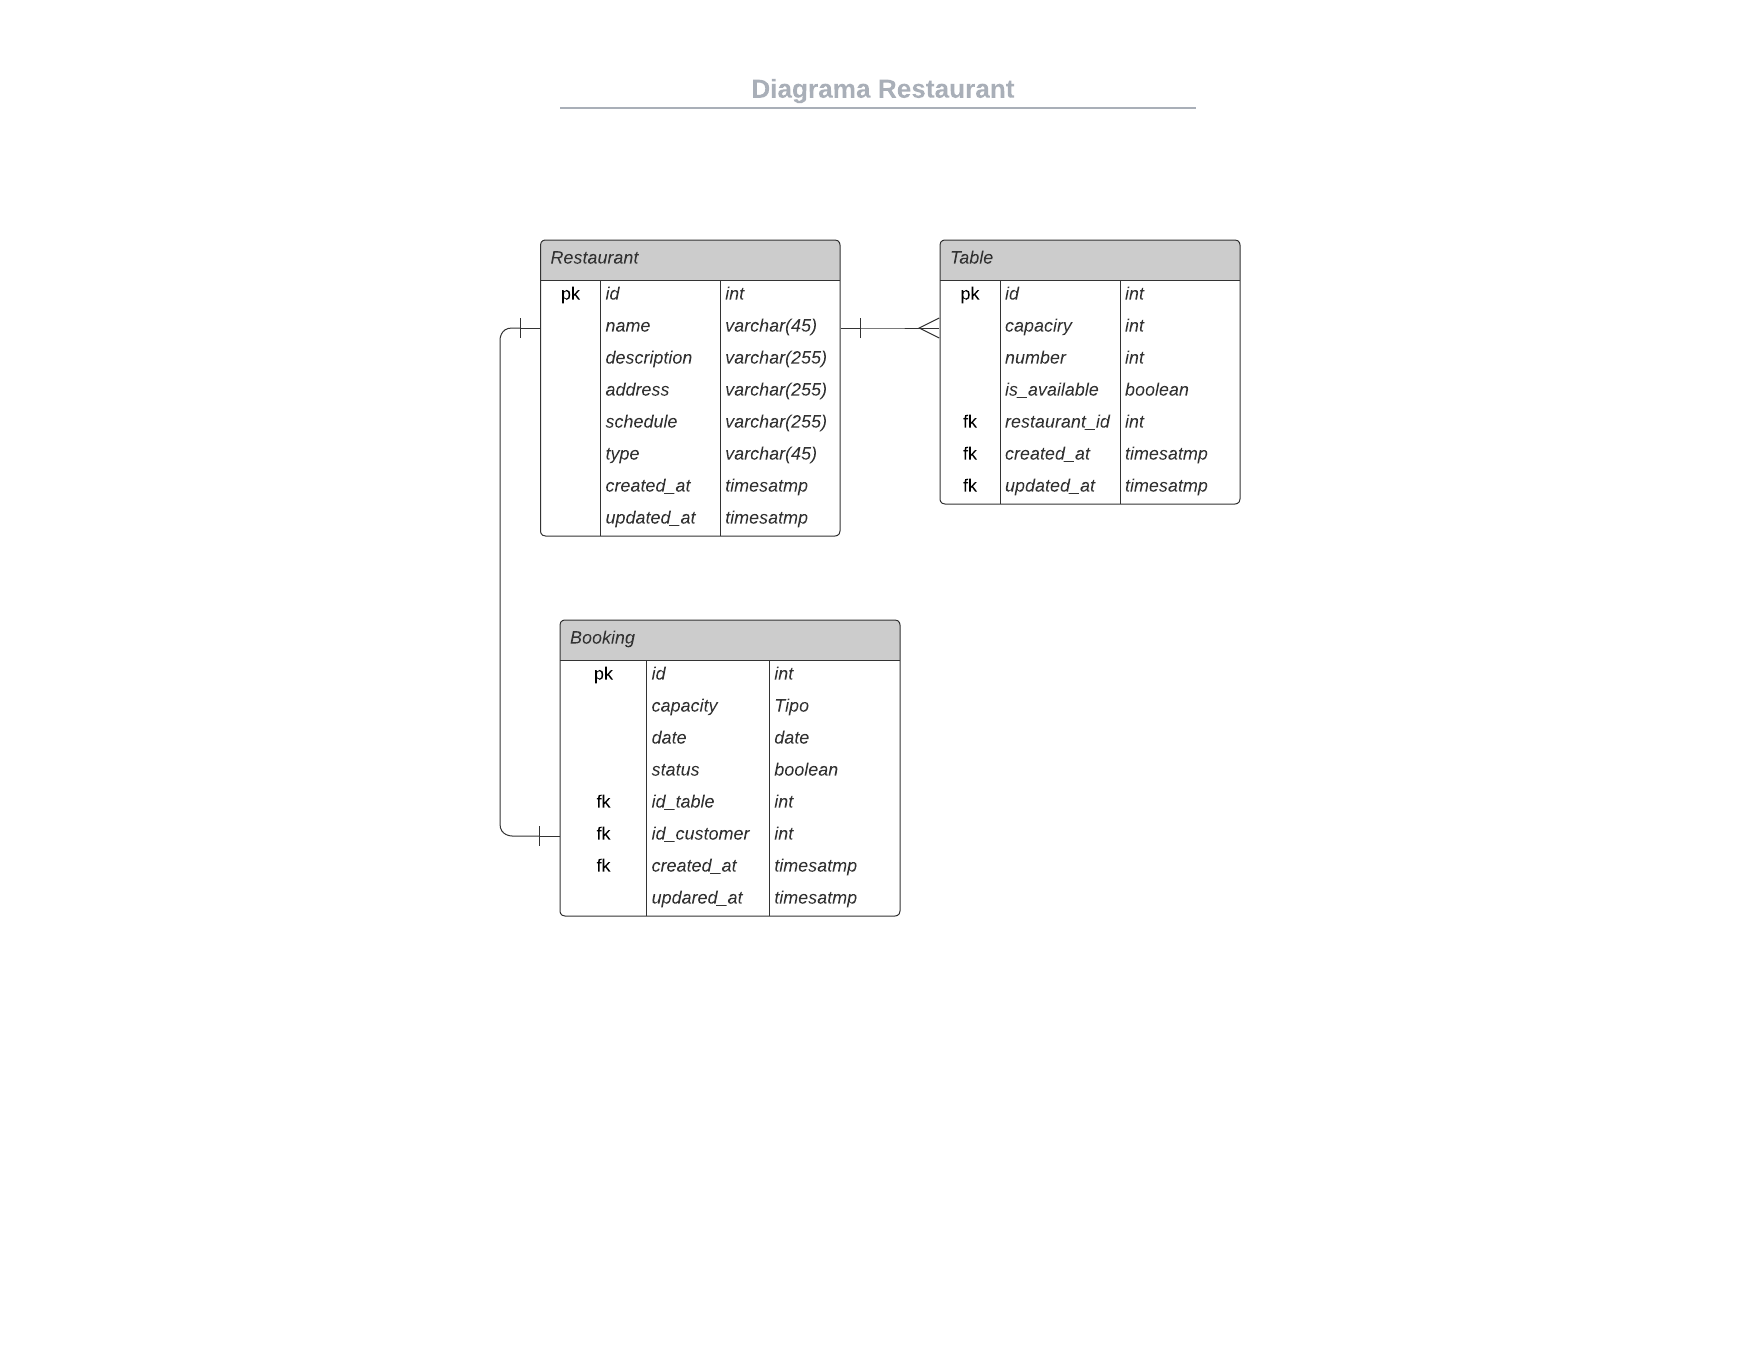 Diagrama Restaurant
Restaurant
pk id int
name varchar(45)
description varchar(255)
address varchar(255)
schedule varchar(255)
type varchar(45)
created_at timesatmp
updated_at timesatmp
Table
pk id int
capaciry int
number int
is_available boolean
fk restaurant_id int
fk created_at timesatmp
fk updated_at timesatmp
Booking
pk id int
capacity Tipo
date date
status boolean
fk id_table int
fk id_customer int
fk created_at timesatmp
updared_at timesatmp